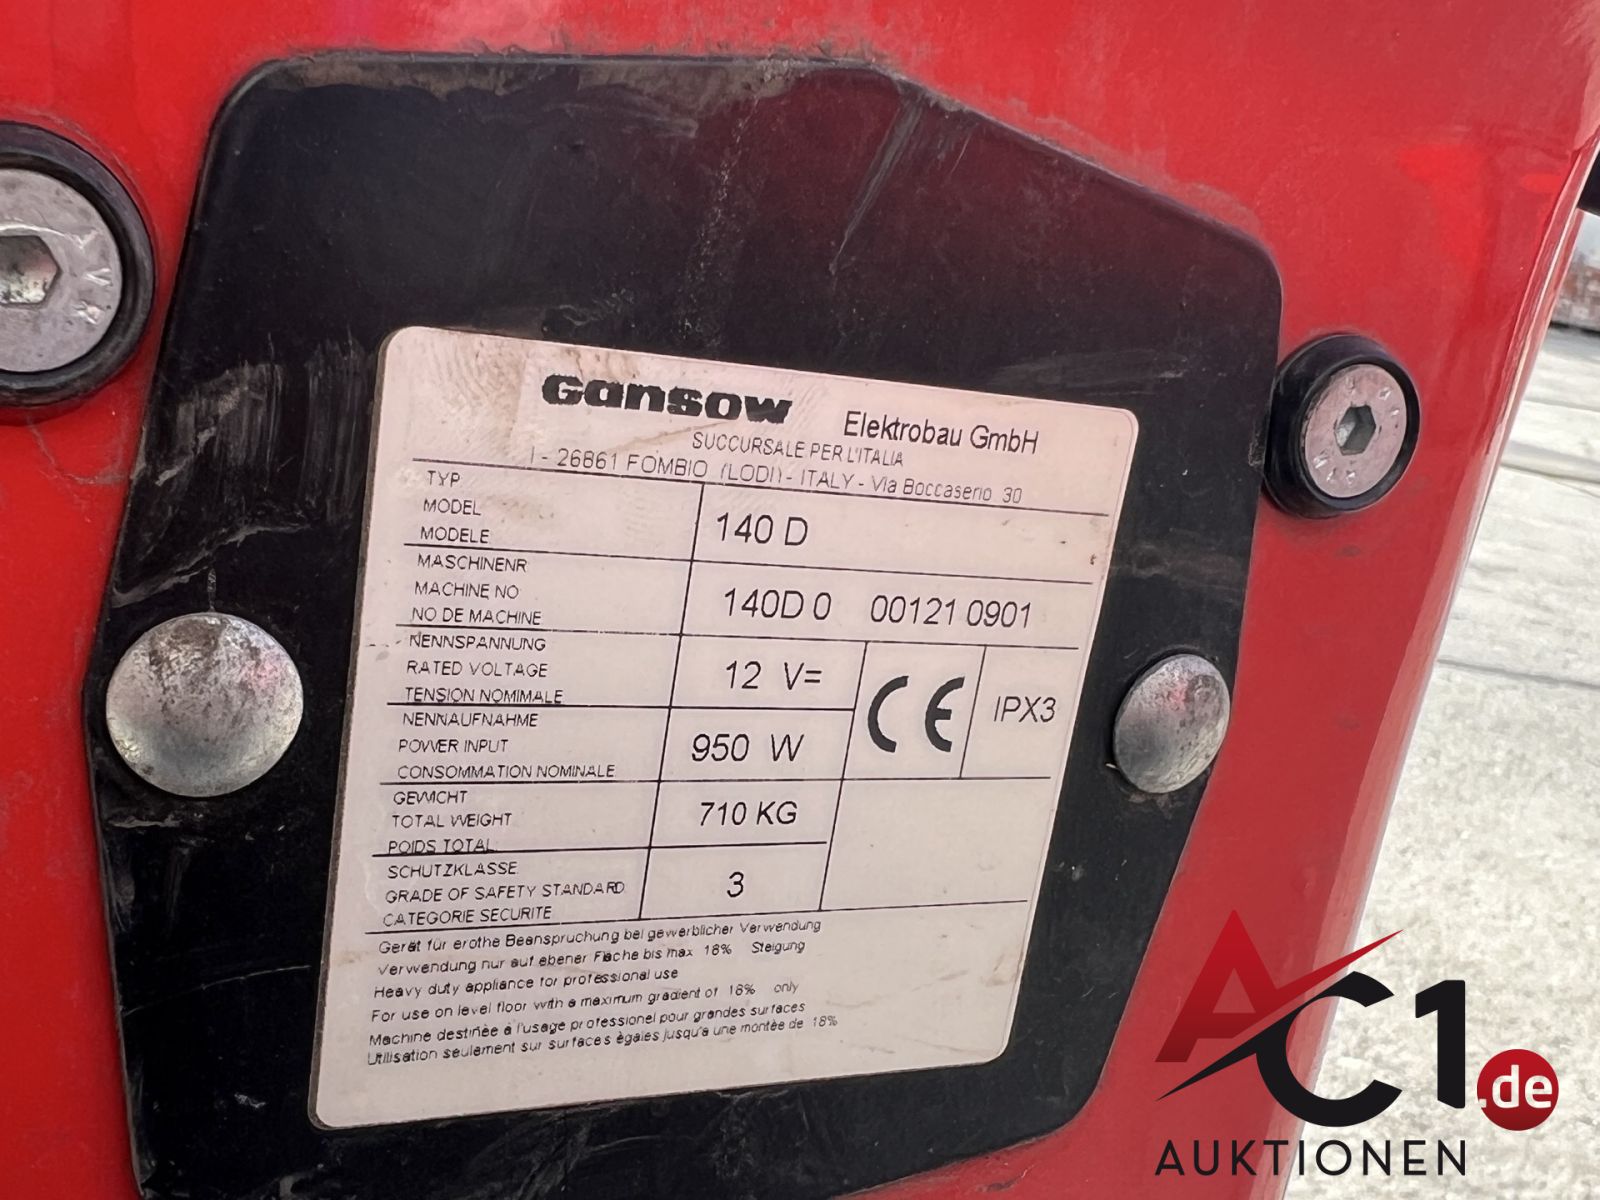 Gansow Elektrobau GmbH
SUCCURSALE PER L'ITALIA
I - 26861 FOMBIO (LODI) - ITALY - Via Boccaserio 30
TYP
MODEL
MODELE
140 D
MASCHINENR
MACHINE NO
NO DE MACHINE
140D 0 00121 0901
NENNSPANNUNG
RATED VOLTAGE
TENSION NOMIMALE
12 V=
NENNAUFNAHME
POWER INPUT
CONSOMMATION NOMINALE
950 W
CE
IPX3
GEWICHT
TOTAL WEIGHT
POIDS TOTAL
710 KG
SCHUTZKLASSE
GRADE OF SAFETY STANDARD
CATEGORIE SECURITE
3
Gerät für erothe Beanspruchung bei gewerblicher Verwendung
Verwendung nur auf ebener Fläche bis max 18% Steigung
Heavy duty appliance for professional use
For use on level floor with a maximum gradient of 18% only
Machine destinèe à l'usage professionel pour grandes surfaces
Utilisation seulement sur surfaces ègales jusqu'a une montèe de 18%
AC1.de
AUKTIONEN